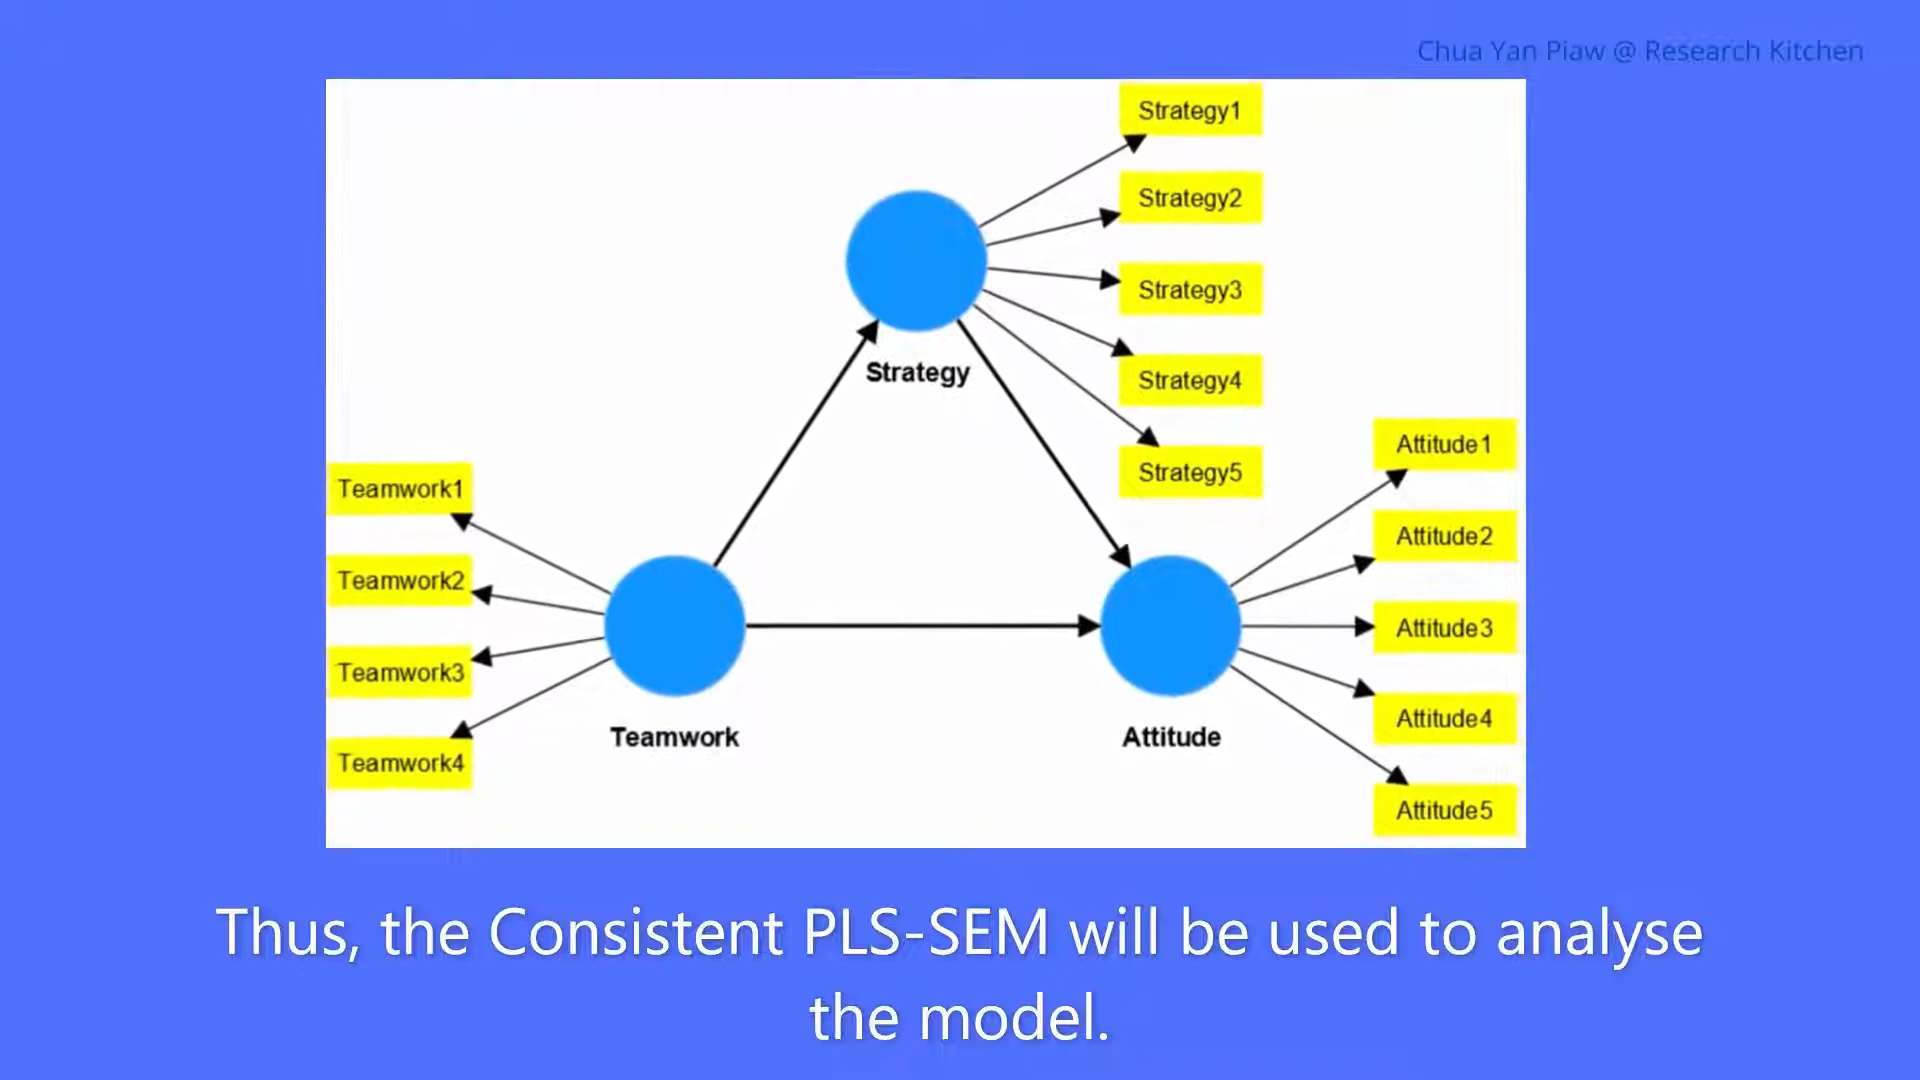 Chua Yan Piaw @ Research Kitchen
Strategy1
Strategy2
Strategy3
Strategy4
Strategy5
Strategy
Attitude1
Attitude2
Attitude3
Attitude4
Attitude5
Teamwork1
Teamwork2
Teamwork3
Teamwork4
Teamwork
Attitude
Thus, the Consistent PLS-SEM will be used to analyse
the model.